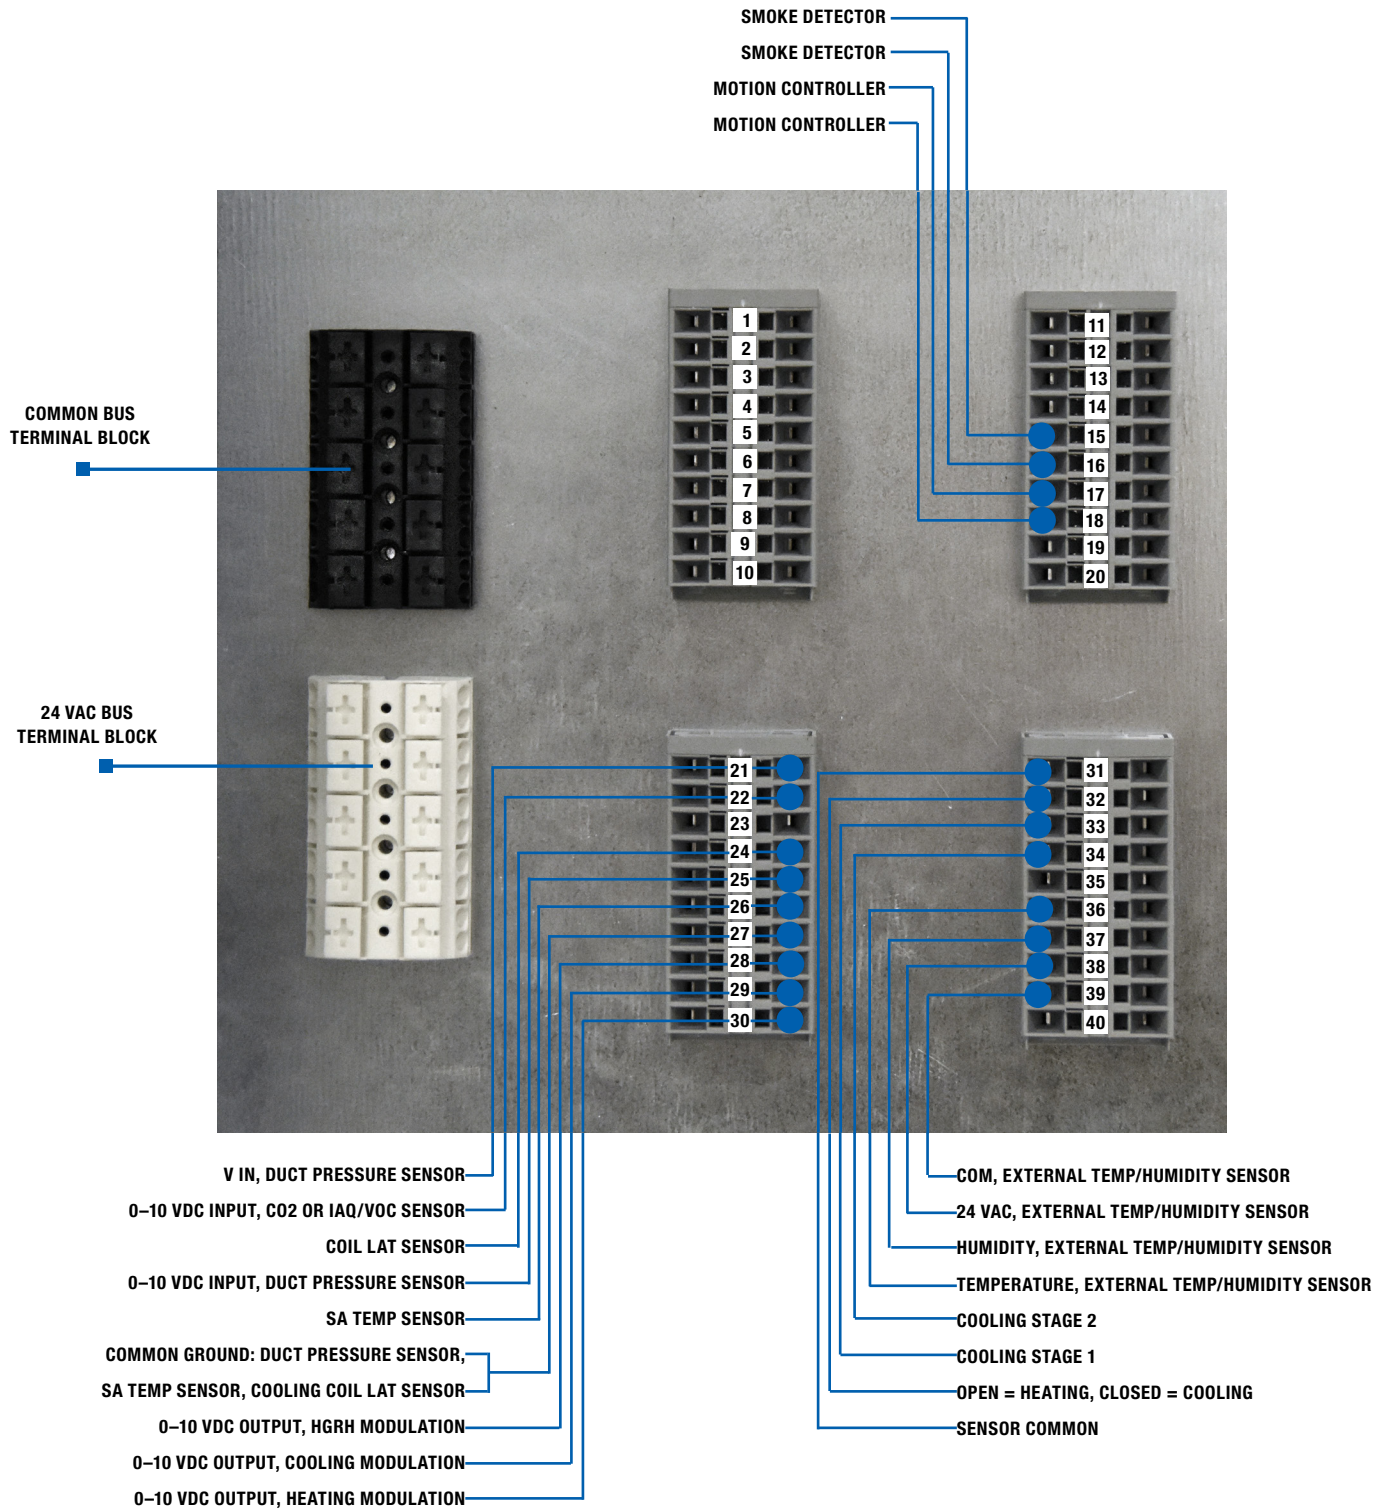 SMOKE DETECTOR
SMOKE DETECTOR
MOTION CONTROLLER
MOTION CONTROLLER
COMMON BUS
TERMINAL BLOCK
24 VAC BUS
TERMINAL BLOCK
1
2
3
4
5
6
7
8
9
10
11
12
13
14
15
16
17
18
19
20
21
22
23
24
25
26
27
28
29
30
31
32
33
34
35
36
37
38
39
40
V IN, DUCT PRESSURE SENSOR
0–10 VDC INPUT, CO2 OR IAQ/VOC SENSOR
COIL LAT SENSOR
0–10 VDC INPUT, DUCT PRESSURE SENSOR
SA TEMP SENSOR
COMMON GROUND: DUCT PRESSURE SENSOR,
SA TEMP SENSOR, COOLING COIL LAT SENSOR
0–10 VDC OUTPUT, HGRH MODULATION
0–10 VDC OUTPUT, COOLING MODULATION
0–10 VDC OUTPUT, HEATING MODULATION
COM, EXTERNAL TEMP/HUMIDITY SENSOR
24 VAC, EXTERNAL TEMP/HUMIDITY SENSOR
HUMIDITY, EXTERNAL TEMP/HUMIDITY SENSOR
TEMPERATURE, EXTERNAL TEMP/HUMIDITY SENSOR
COOLING STAGE 2
COOLING STAGE 1
OPEN = HEATING, CLOSED = COOLING
SENSOR COMMON